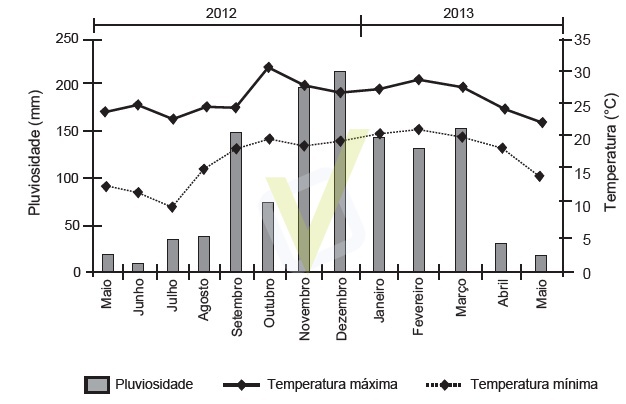 2012 2013
Pluviosidade (mm)
250
200
150
100
50
0
35
30
25
20
15
10
5
0
Temperatura (°C)
Maio
Junho
Julho
Agosto
Setembro
Outubro
Novembro
Dezembro
Janeiro
Fevereiro
Março
Abril
Maio
Pluviosidade Temperatura máxima Temperatura mínima